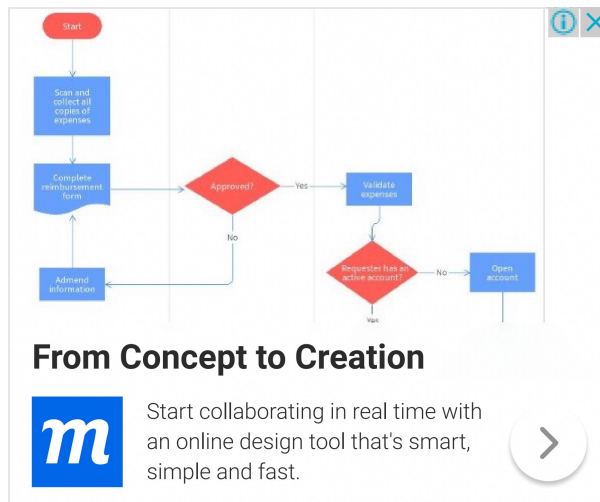 Start
Scan and
collect all
copies of
expenses
Complete
reimbursement
form
Approved?
Yes
Validate
expenses
No
Admend
information
Requester has an
active account?
No
Open
account
Yes
From Concept to Creation
m
Start collaborating in real time with
an online design tool that's smart,
simple and fast.